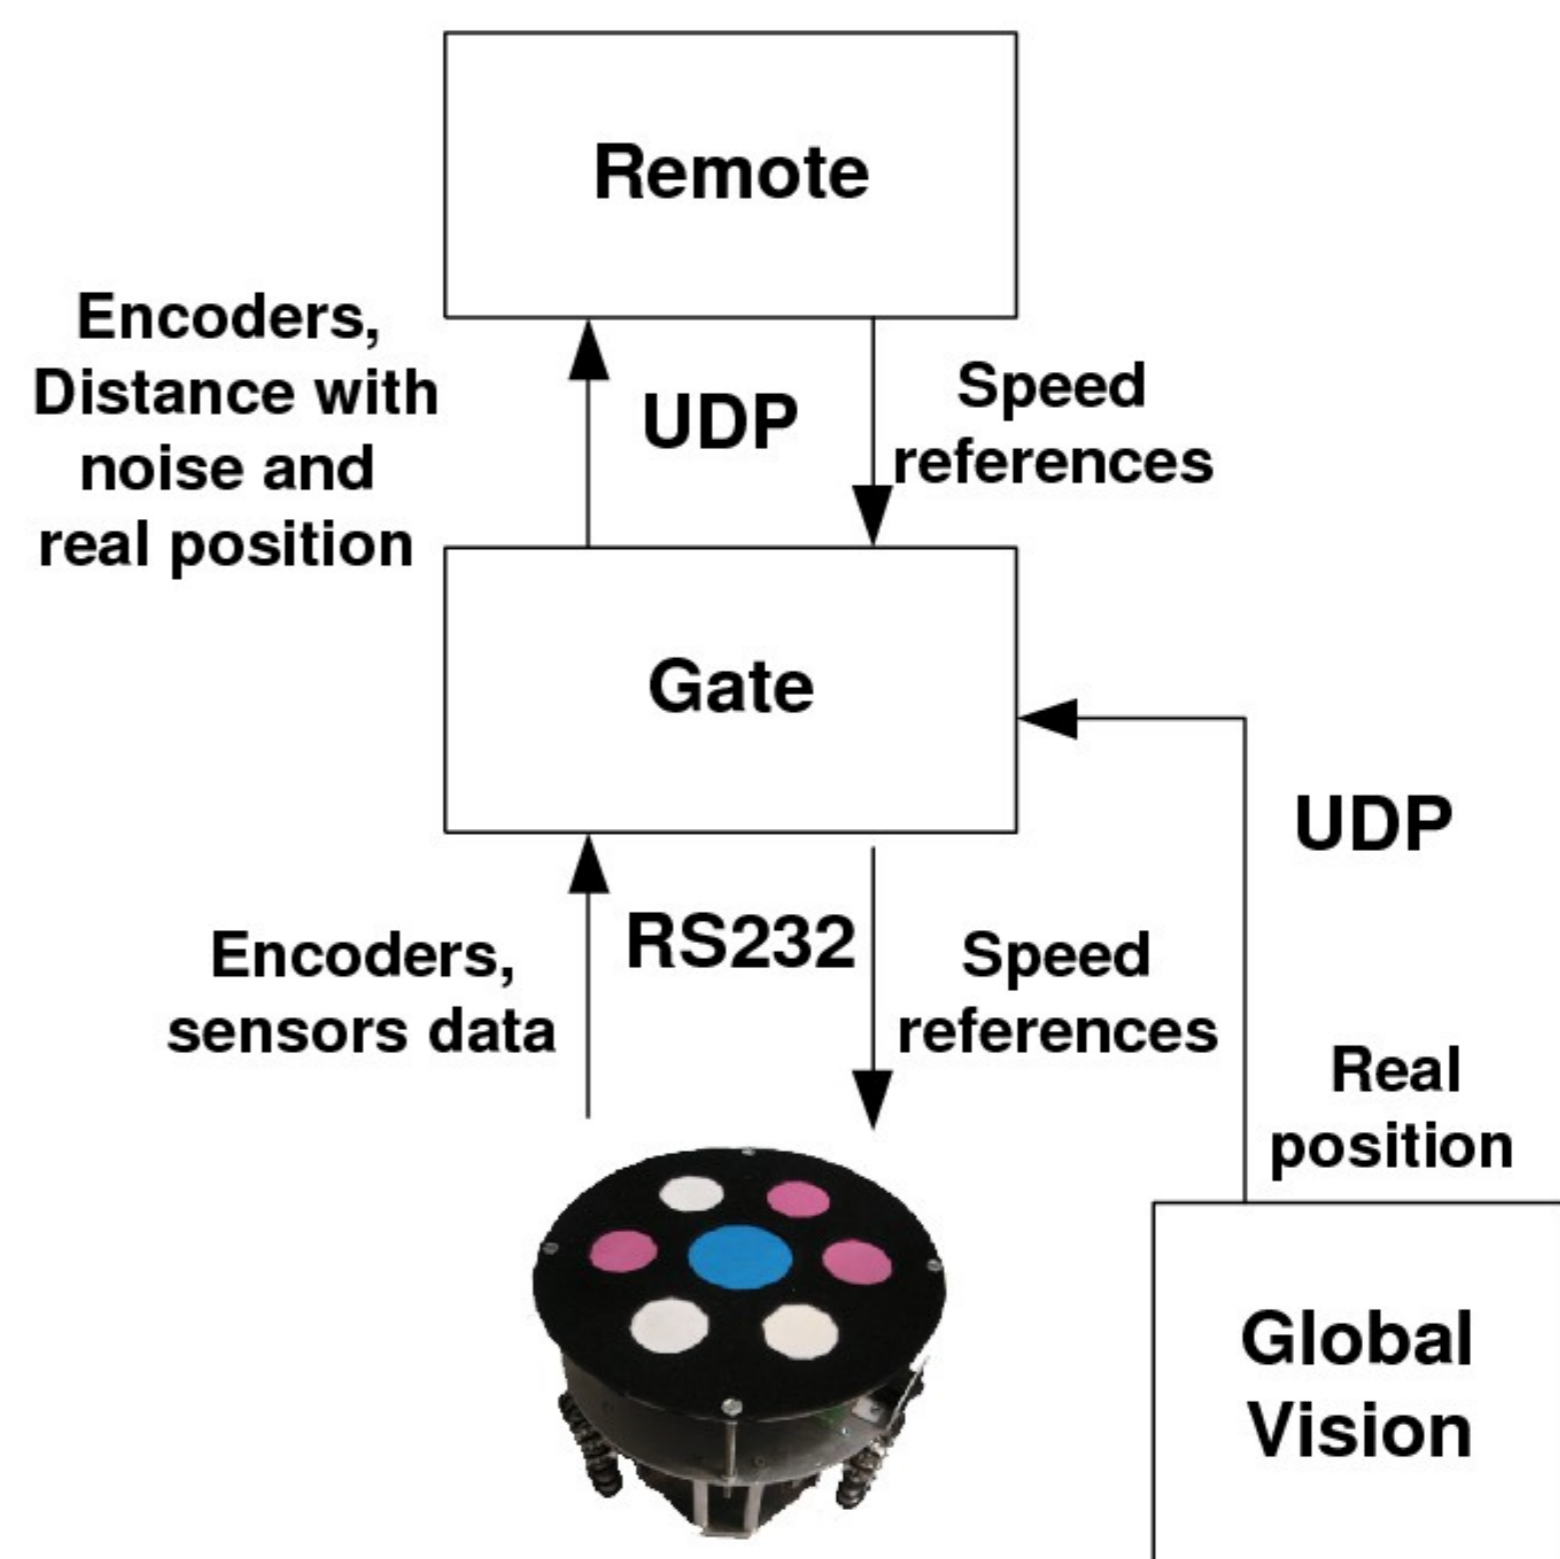 Remote
Encoders,
Distance with
noise and
real position
UDP
Speed
references
Gate
UDP
Encoders,
sensors data
RS232
Speed
references
Real
position
Global
Vision